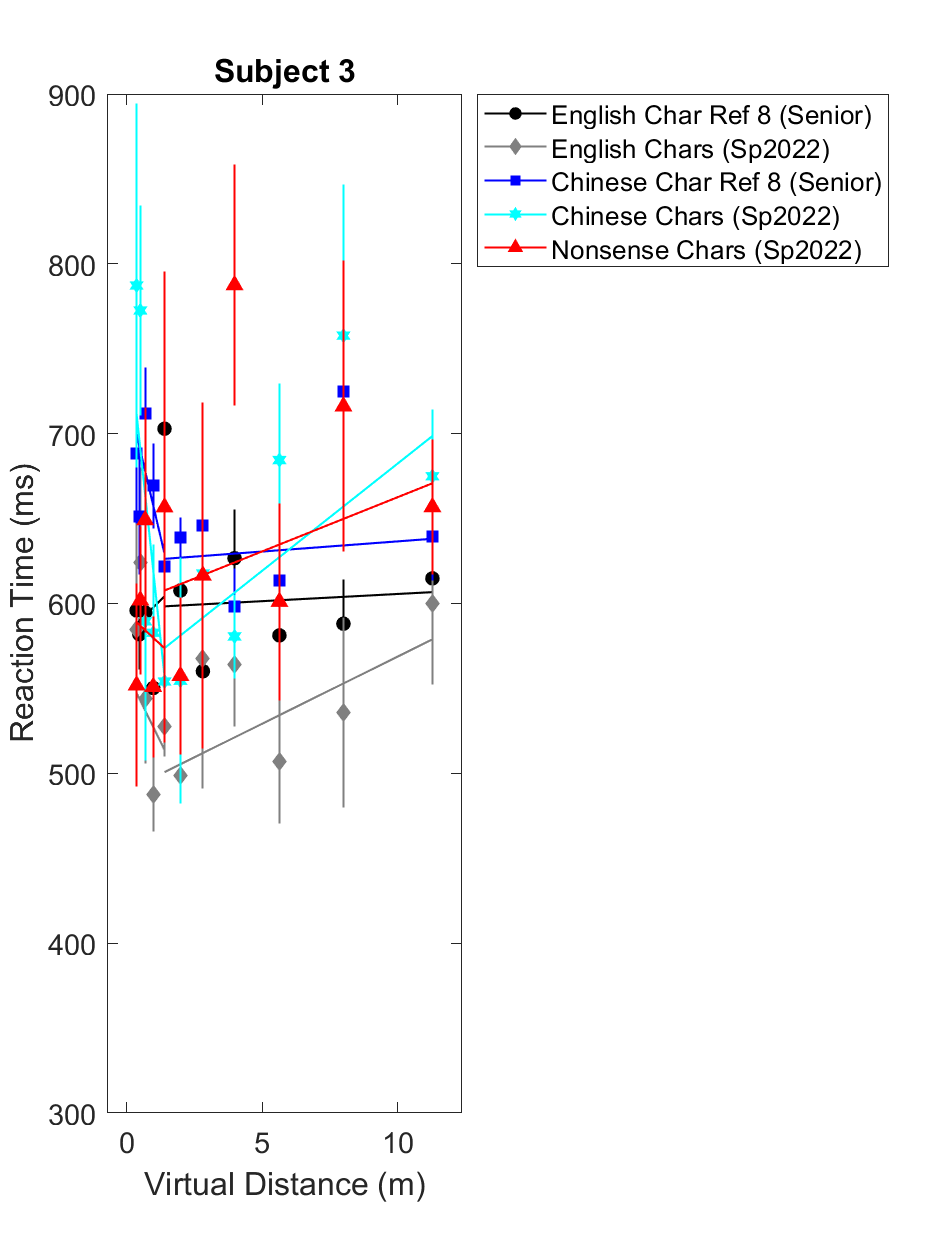 Subject 3
900
800
700
600
500
400
300
Reaction Time (ms)
0 5 10
Virtual Distance (m)
English Char Ref 8 (Senior)
English Chars (Sp2022)
Chinese Char Ref 8 (Senior)
Chinese Chars (Sp2022)
Nonsense Chars (Sp2022)